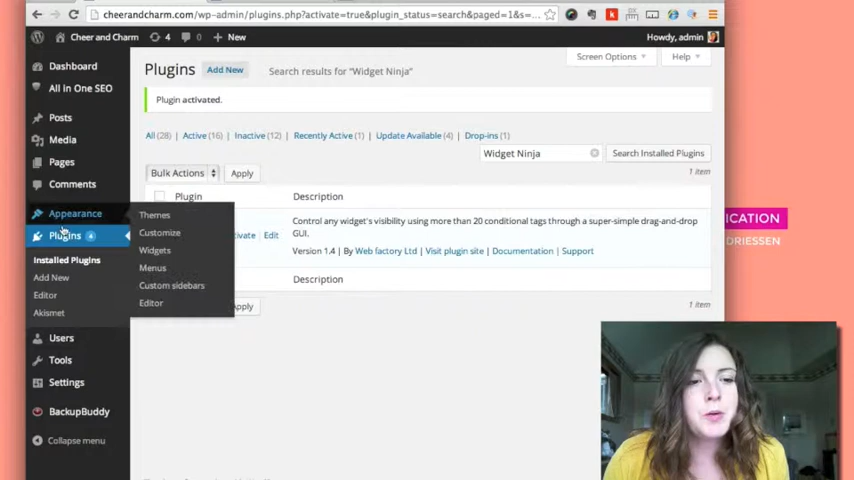 cheerandcharm.com/wp-admin/plugins.php?activate=true&plugin_status=search&paged=1&s=...
Cheer and Charm 4 0 + New Howdy, admin
Dashboard
All in One SEO
Posts
Media
Pages
Comments
Appearance
Plugins 4
Installed Plugins
Add New
Editor
Akismet
Users
Tools
Settings
BackupBuddy
Collapse menu
Themes
Customize
Widgets
Menus
Custom sidebars
Editor
Screen Options Help
Plugins Add New Search results for "Widget Ninja"
Plugin activated.
All (28) | Active (16) | Inactive (12) | Recently Active (1) | Update Available (4) | Drop-ins (1)
Widget Ninja Search Installed Plugins
Bulk Actions Apply 1 item
Plugin Description
ivate | Edit
Control any widget's visibility using more than 20 conditional tags through a super-simple drag-and-drop
GUI.
Version 1.4 | By Web factory Ltd | Visit plugin site | Documentation | Support
Description
Apply 1 item
ICATION
DRIESSEN